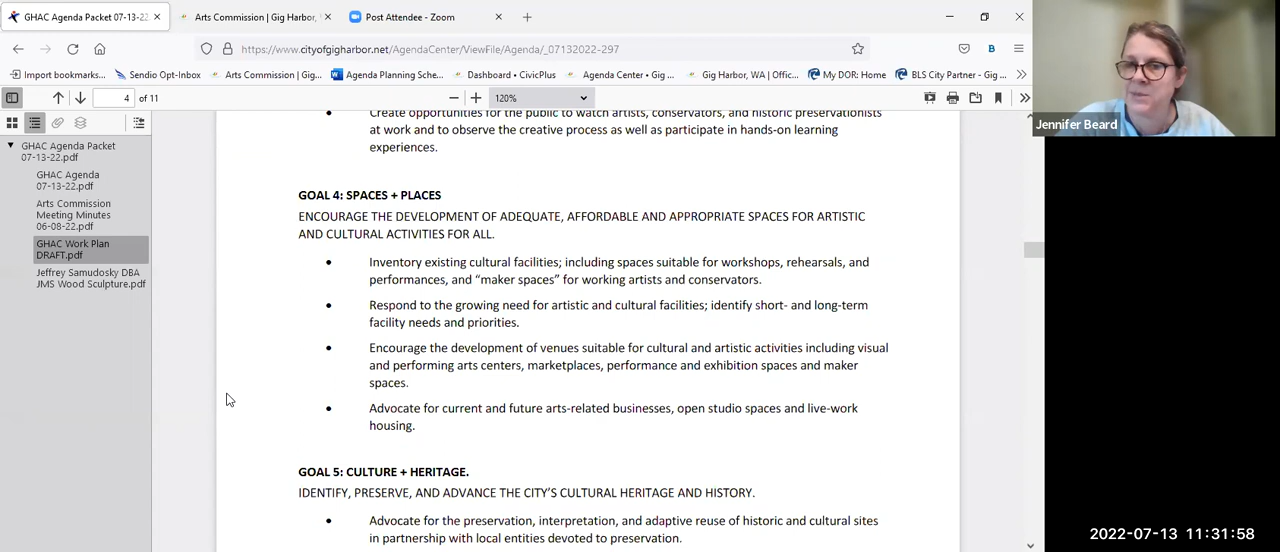 GHAC Agenda Packet 07-13-22.
Arts Commission | Gig Harbor,
Post Attendee - Zoom
https://www.cityofgigharbor.net/AgendaCenter/ViewFile/Agenda/_07132022-297
Import bookmarks...
Sendio Opt-Inbox
Arts Commission | Gig...
Agenda Planning Sche...
Dashboard • CivicPlus
Agenda Center • Gig ...
Gig Harbor, WA | Offic...
My DOR: Home
BLS City Partner - Gig ...
4 of 11
120%
GHAC Agenda Packet
07-13-22.pdf
GHAC Agenda
07-13-22.pdf
Arts Commission
Meeting Minutes
06-08-22.pdf
GHAC Work Plan
DRAFT.pdf
Jeffrey Samudosky DBA
JMS Wood Sculpture.pdf
• Create opportunities for the public to watch artists, conservators, and historic preservationists
at work and to observe the creative process as well as participate in hands-on learning
experiences.
GOAL 4: SPACES + PLACES
ENCOURAGE THE DEVELOPMENT OF ADEQUATE, AFFORDABLE AND APPROPRIATE SPACES FOR ARTISTIC
AND CULTURAL ACTIVITIES FOR ALL.
• Inventory existing cultural facilities; including spaces suitable for workshops, rehearsals, and
performances, and “maker spaces” for working artists and conservators.
• Respond to the growing need for artistic and cultural facilities; identify short- and long-term
facility needs and priorities.
• Encourage the development of venues suitable for cultural and artistic activities including visual
and performing arts centers, marketplaces, performance and exhibition spaces and maker
spaces.
• Advocate for current and future arts-related businesses, open studio spaces and live-work
housing.
GOAL 5: CULTURE + HERITAGE.
IDENTIFY, PRESERVE, AND ADVANCE THE CITY’S CULTURAL HERITAGE AND HISTORY.
• Advocate for the preservation, interpretation, and adaptive reuse of historic and cultural sites
in partnership with local entities devoted to preservation.
Jennifer Beard
2022-07-13 11:31:58